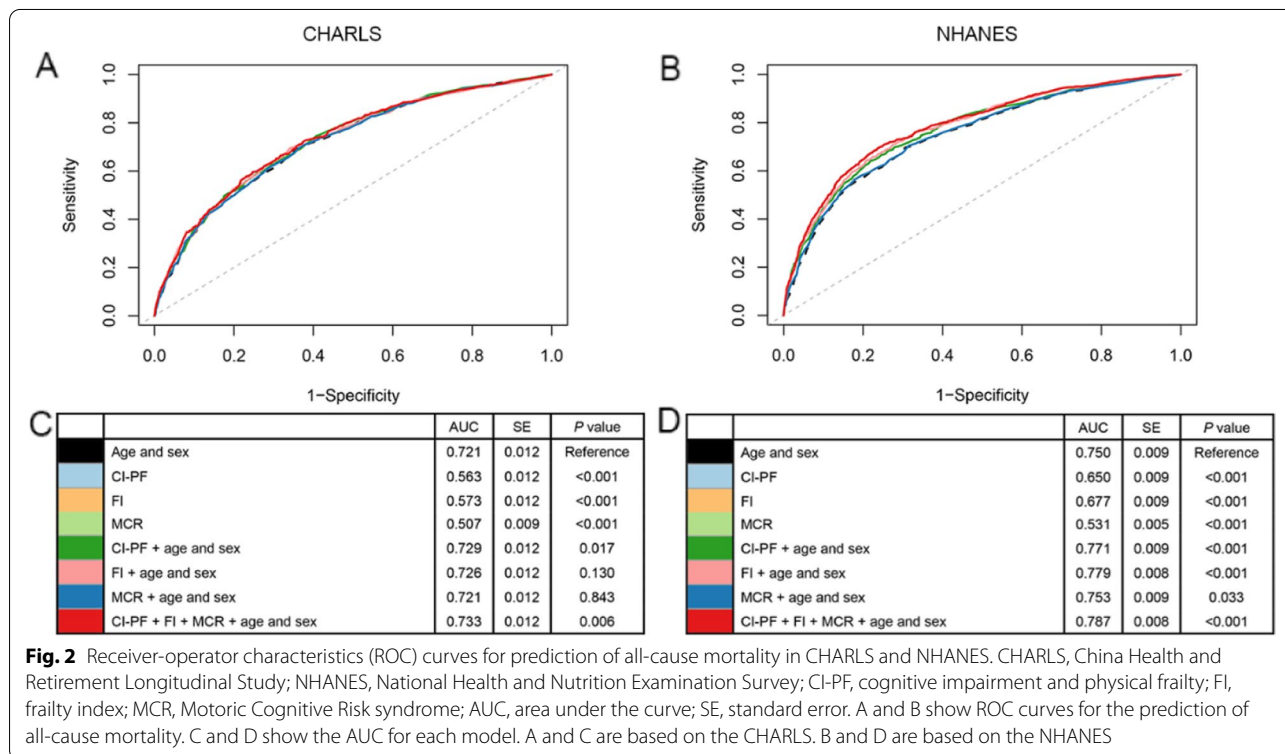 CHARLS
NHANES
A
B
Sensitivity
1.0
0.8
0.6
0.4
0.2
0.0
0.0 0.2 0.4 0.6 0.8 1.0
1−Specificity
Sensitivity
1.0
0.8
0.6
0.4
0.2
0.0
0.0 0.2 0.4 0.6 0.8 1.0
1−Specificity
C
AUC SE P value
Age and sex 0.721 0.012 Reference
CI-PF 0.563 0.012 <0.001
FI 0.573 0.012 <0.001
MCR 0.507 0.009 <0.001
CI-PF + age and sex 0.729 0.012 0.017
FI + age and sex 0.726 0.012 0.130
MCR + age and sex 0.721 0.012 0.843
CI-PF + FI + MCR + age and sex 0.733 0.012 0.006
D
AUC SE P value
Age and sex 0.750 0.009 Reference
CI-PF 0.650 0.009 <0.001
FI 0.677 0.009 <0.001
MCR 0.531 0.005 <0.001
CI-PF + age and sex 0.771 0.009 <0.001
FI + age and sex 0.779 0.008 <0.001
MCR + age and sex 0.753 0.009 0.033
CI-PF + FI + MCR + age and sex 0.787 0.008 <0.001
Fig. 2 Receiver-operator characteristics (ROC) curves for prediction of all-cause mortality in CHARLS and NHANES. CHARLS, China Health and
Retirement Longitudinal Study; NHANES, National Health and Nutrition Examination Survey; CI-PF, cognitive impairment and physical frailty; FI,
frailty index; MCR, Motoric Cognitive Risk syndrome; AUC, area under the curve; SE, standard error. A and B show ROC curves for the prediction of
all-cause mortality. C and D show the AUC for each model. A and C are based on the CHARLS. B and D are based on the NHANES